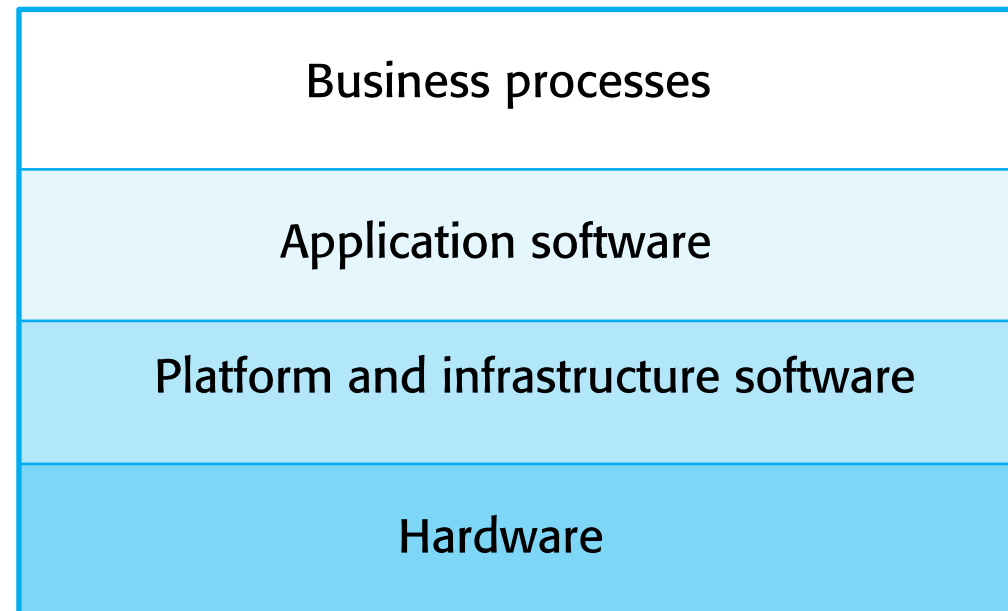 Business processes
Application software
Platform and infrastructure software
Hardware